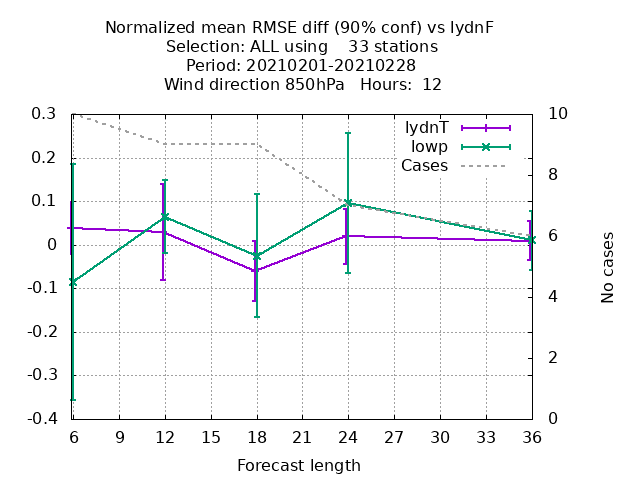 Normalized mean RMSE diff (90% conf) vs lydnF
Selection: ALL using    33 stations
Period: 20210201-20210228
Wind direction 850hPa   Hours:  12
lydnT
lowp
Cases
0.3
0.2
0.1
0
-0.1
-0.2
-0.3
-0.4
10
8
6
4
2
0
No cases
6 9 12 15 18 21 24 27 30 33 36
Forecast length